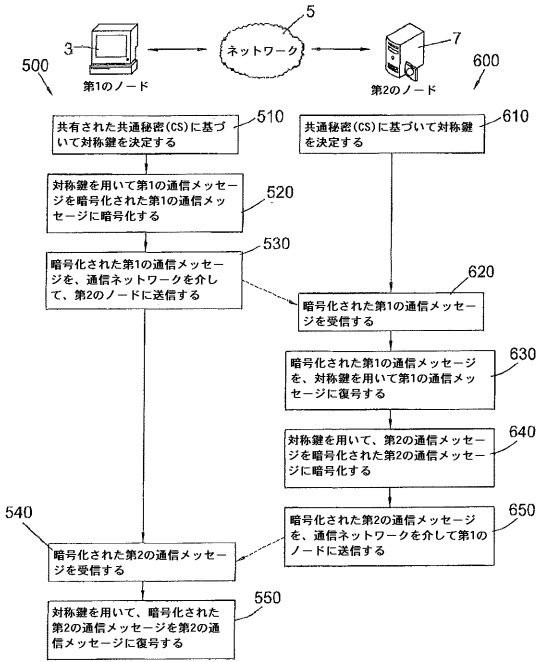 5
3
ネットワーク
7
500
第1のノード
第2のノード
600
510
共有された共通秘密(CS)に基づ
いて対称鍵を決定する
610
共通秘密(CS)に基づいて対称鍵
を決定する
対称鍵を用いて第1の通信メッセー
ジを暗号化された第1の通信メッ
セージに暗号化する
520
530
暗号化された第1の通信メッセー
ジを、通信ネットワークを介し
て、第2のノードに送信する
620
暗号化された第1の通信メッセー
ジを受信する
暗号化された第1の通信メッセージ
を、対称鍵を用いて第1の通信メッ
セージに復号する
630
対称鍵を用いて、第2の通信メッセー
ジを暗号化された第2の通信メッセージ
に暗号化する
640
暗号化された第2の通信メッセージ
を、通信ネットワークを介して第1の
ノードに送信する
650
540
暗号化された第2の通信メッセー
ジを受信する
対称鍵を用いて、暗号化された
第2の通信メッセージを第2の通
信メッセージに復号する
550